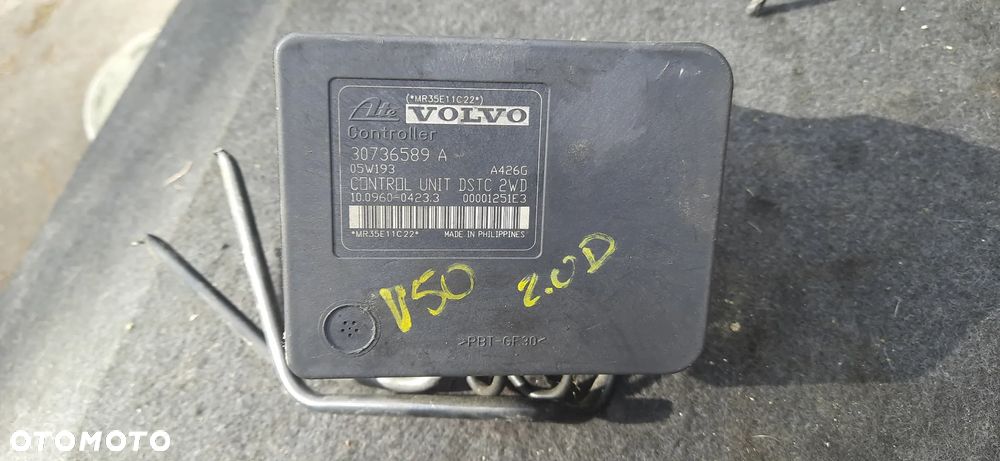 (*MR35E11C22*)
Ate VOLVO
Controller
30736589 A
05W193 A426G
CONTROL UNIT DSTC 2WD
10.0960-0423.3 00001251E3
*MR35E11C22* MADE IN PHILIPPINES
V50 2.0D
>PBT-GF30<
OTOMOTO